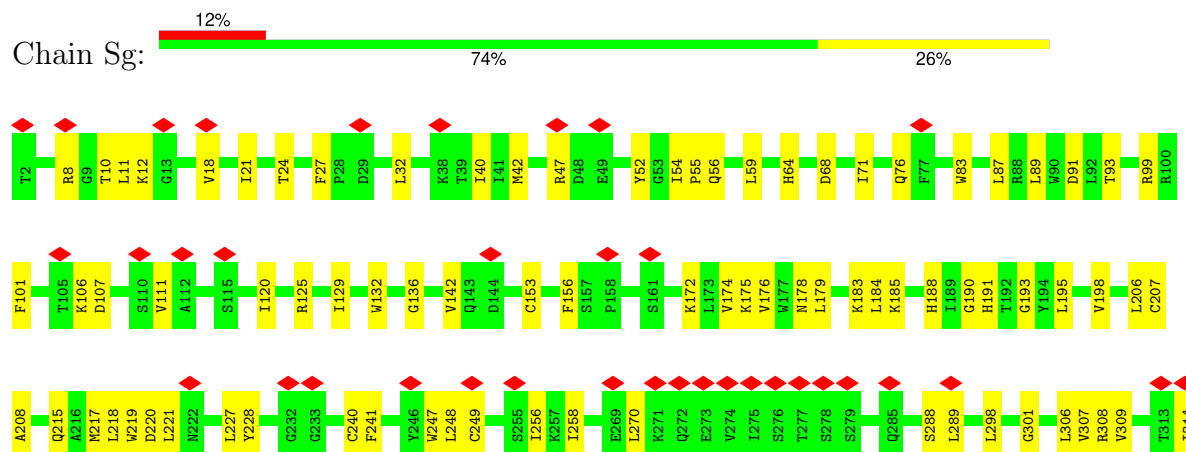 12%
Chain Sg:
74% 26%
T2 R8 G9 T10 L11 K12 G13 V18 I21 T24 F27 P28 D29 L32 K38 T39 I40 I41 M42 R47 D48 E49 Y52 G53 I54 P55 Q56 L59 H64 D68 I71 Q76 F77 W83 L87 R88 L89 W90 D91 L92 T93 R99 R100
F101 T105 K106 D107 S110 V111 A112 S115 I120 R125 I129 W132 G136 V142 Q143 D144 C153 F156 S157 P158 S161 K172 L173 V174 K175 V176 W177 N178 L179 K183 L184 K185 H188 I189 G190 H191 T192 G193 Y194 L195 V198 L206 C207
A208 Q215 A216 M217 L218 W219 D220 L221 N222 L227 Y228 G232 G233 C240 F241 Y246 W247 L248 C249 S255 I256 K257 I258 E269 L270 K271 Q272 E273 V274 I275 S276 T277 S278 S279 Q285 S288 L289 L298 G301 L306 V307 R308 V309 T313